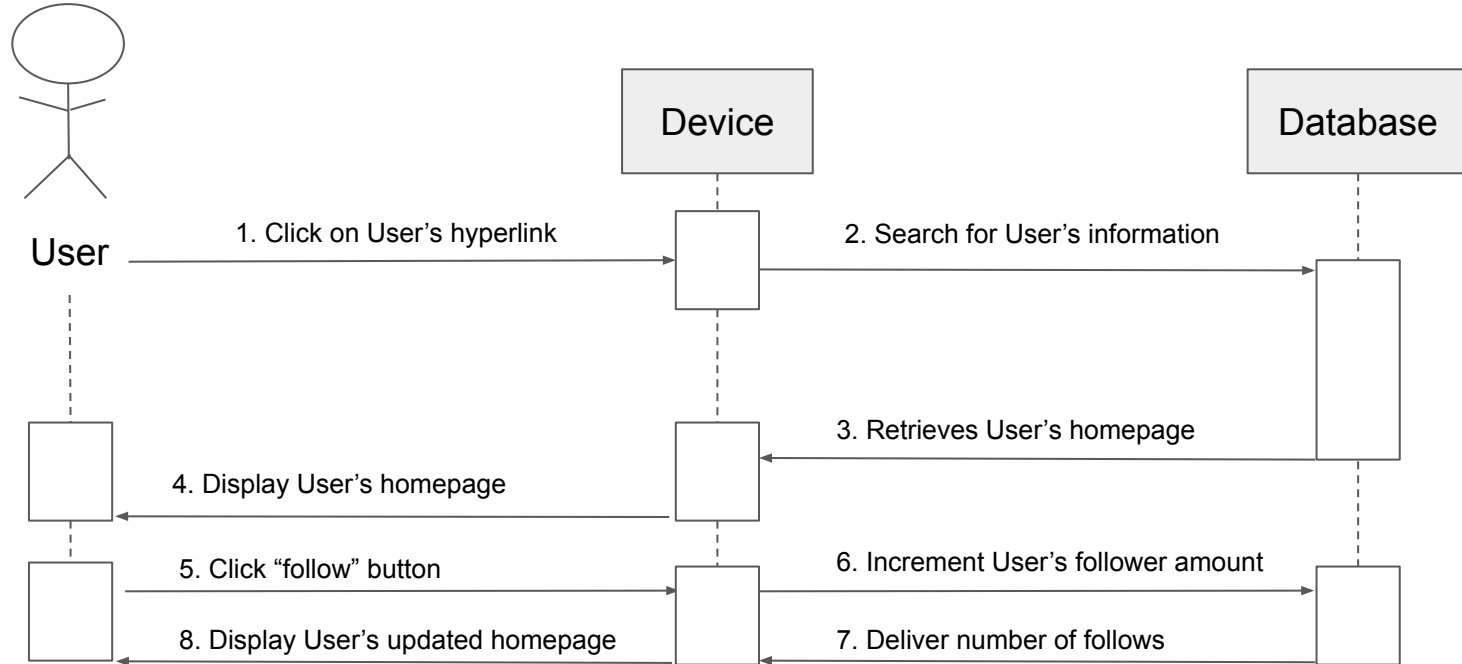 Device
Database
User
1. Click on User’s hyperlink
2. Search for User’s information
3. Retrieves User’s homepage
4. Display User’s homepage
5. Click “follow” button
6. Increment User’s follower amount
8. Display User’s updated homepage
7. Deliver number of follows